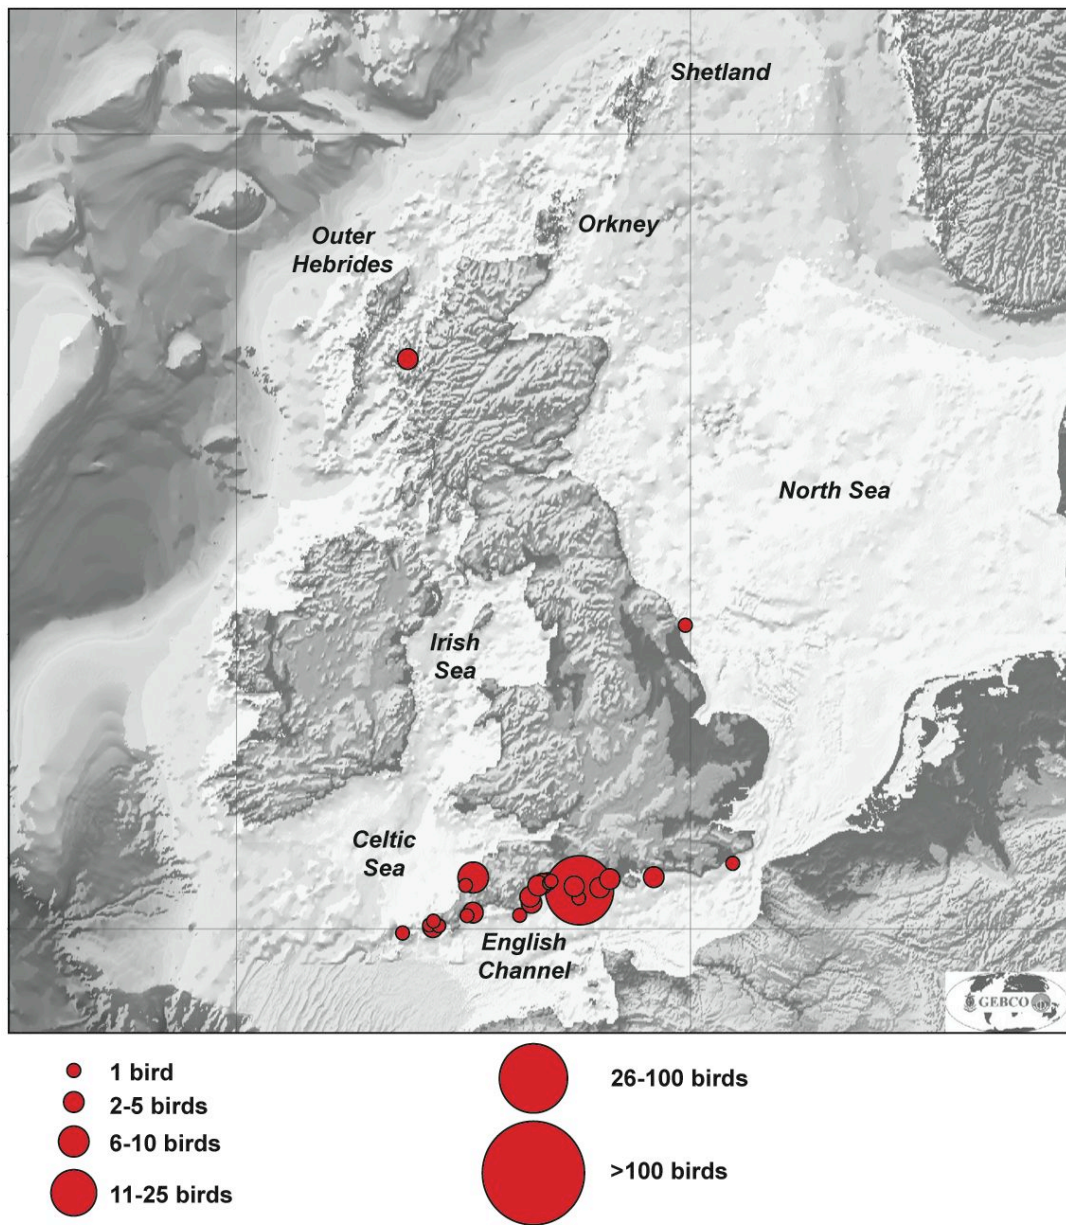 Shetland
Orkney
Outer
Hebrides
North Sea
Irish
Sea
Celtic
Sea
English
Channel
GEBCO
1 bird
2-5 birds
6-10 birds
11-25 birds
26-100 birds
>100 birds